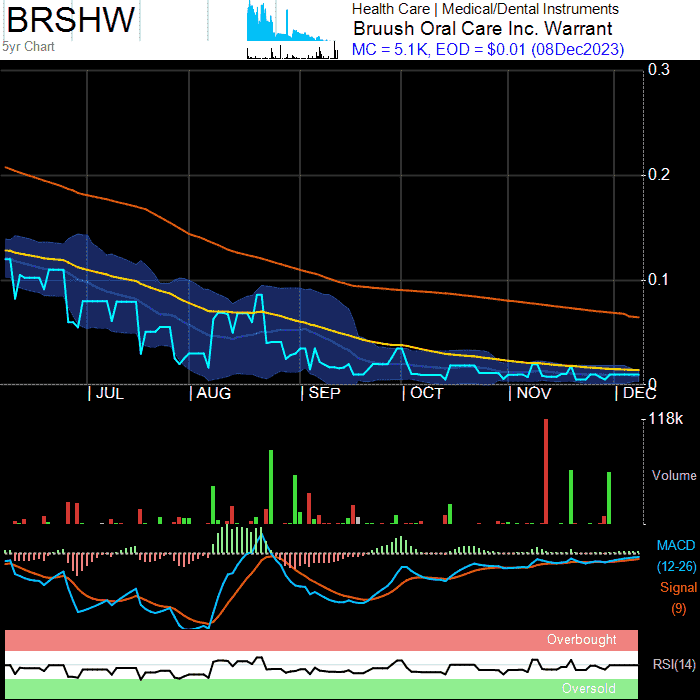 BRSHW
5yr Chart
Health Care | Medical/Dental Instruments
Bruush Oral Care Inc. Warrant
MC = 5.1K, EOD = $0.01 (08Dec2023)
0.3
0.2
0.1
0
JUL AUG SEP OCT NOV DEC
118k
Volume
MACD
(12-26)
Signal
(9)
Overbought
RSI(14)
Oversold